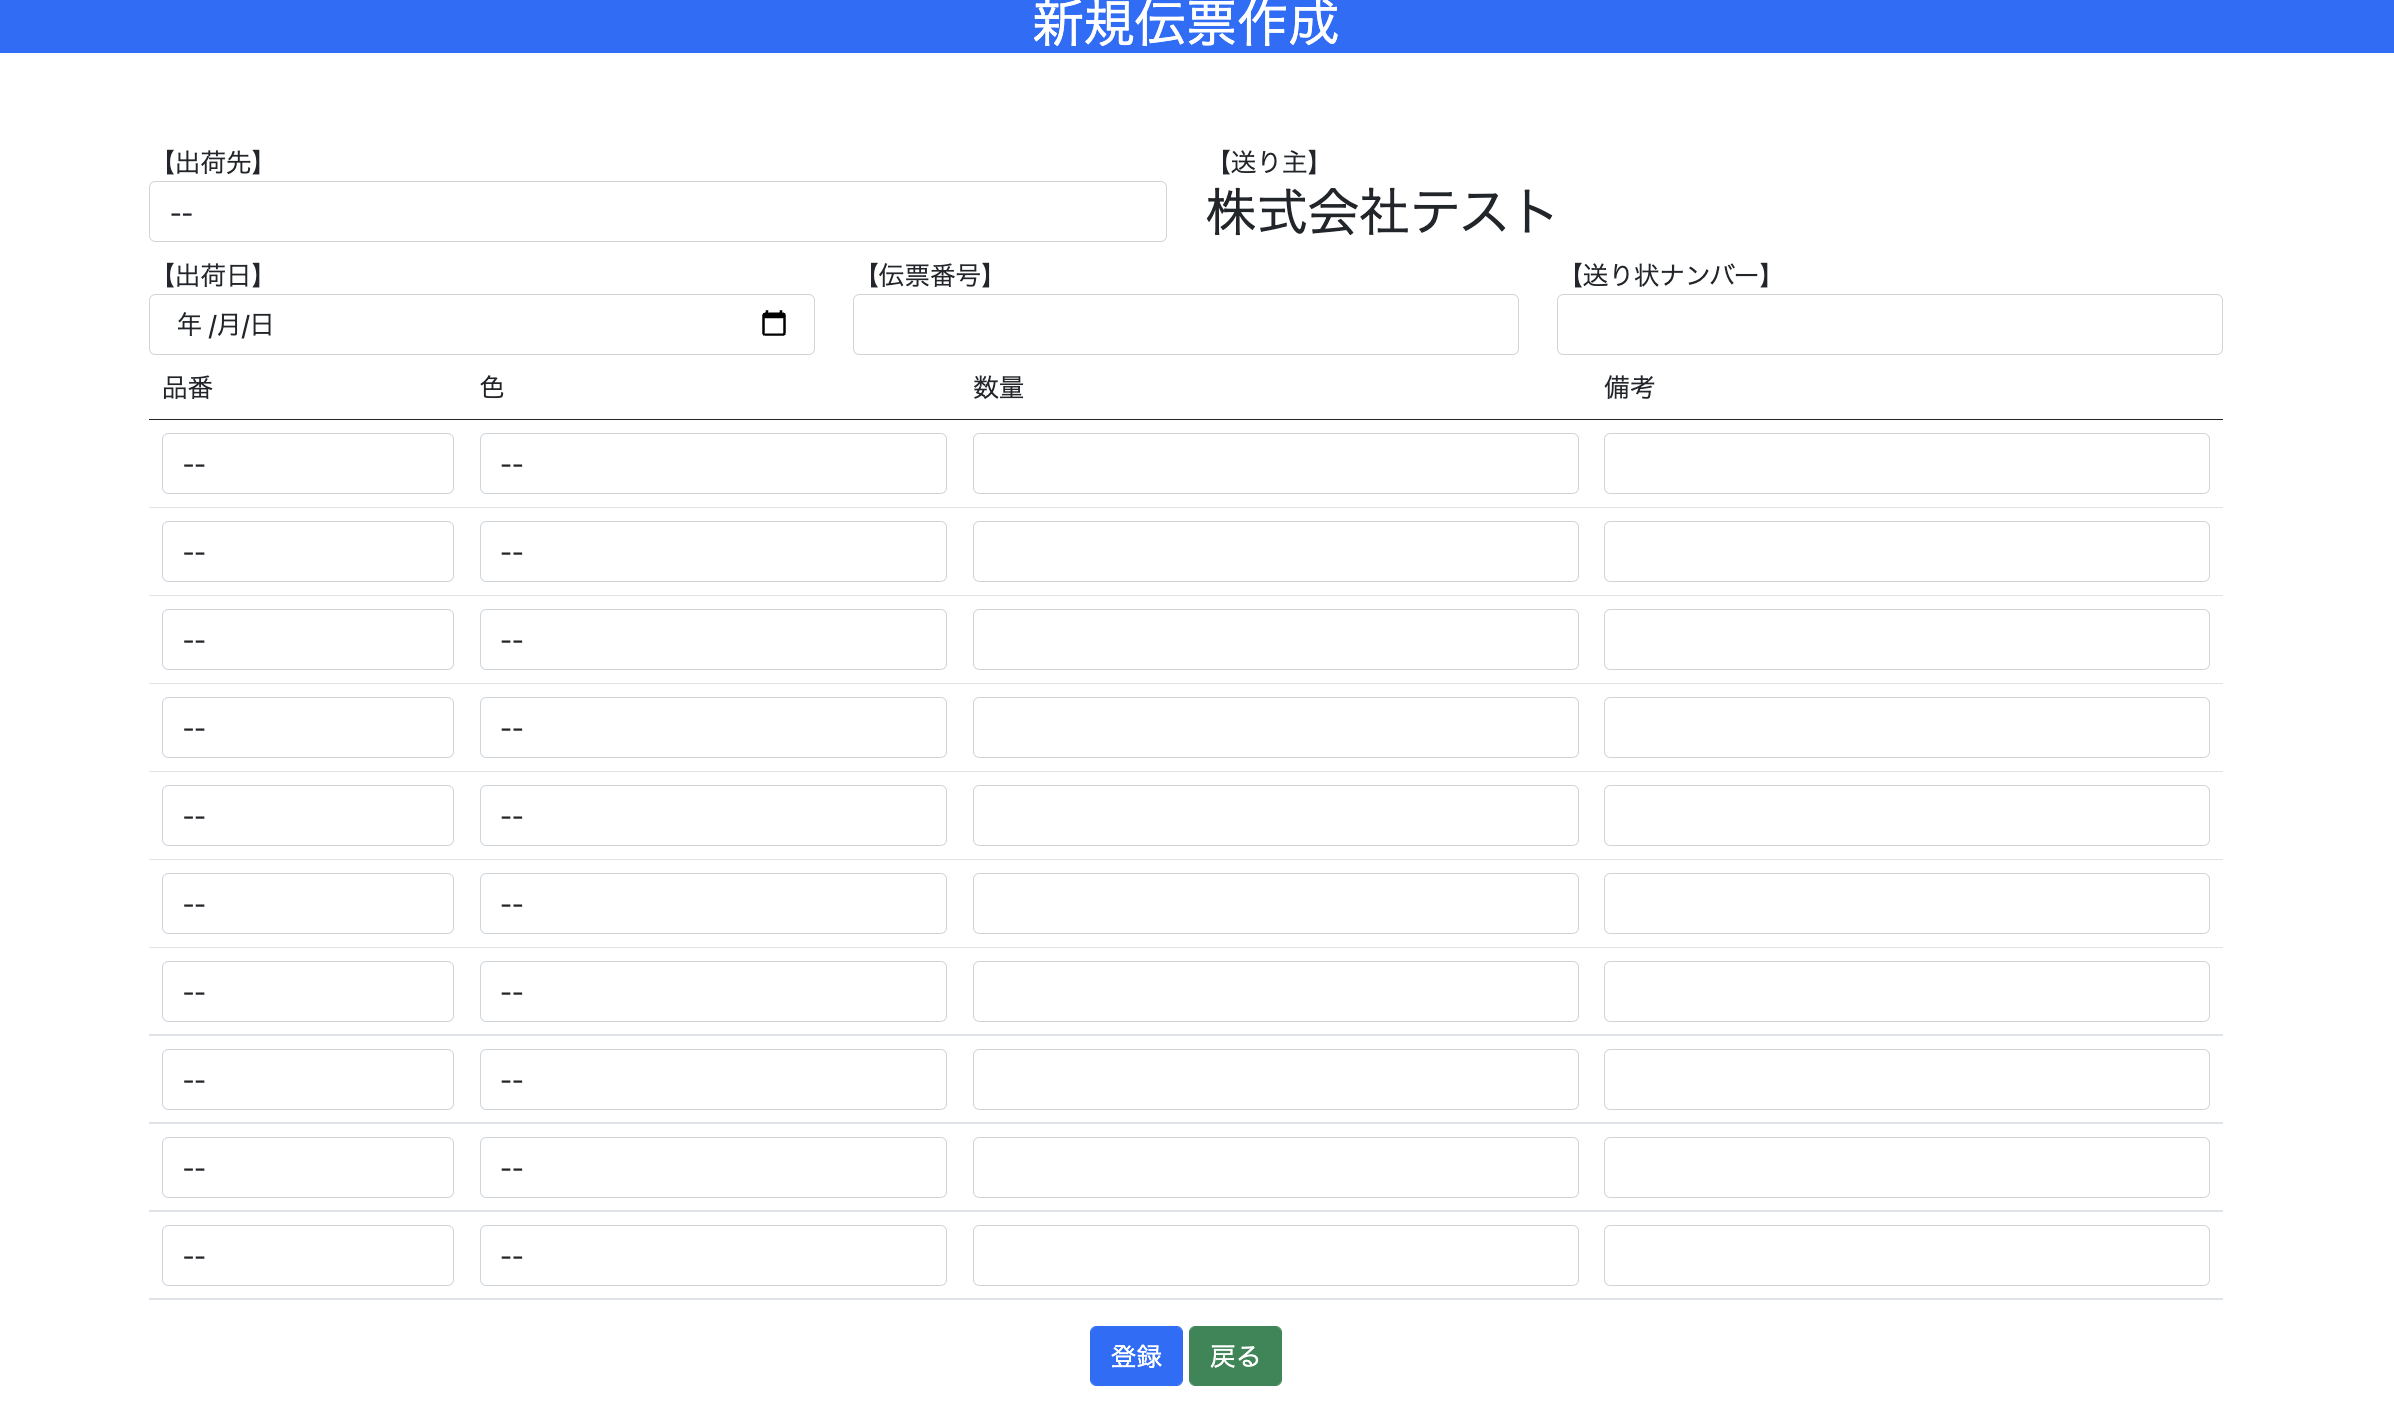 新規伝票作成
【出荷先】 【送り主】
-- 株式会社テスト
【出荷日】 【伝票番号】 【送り状ナンバー】
年 /月/日
品番 色 数量 備考
-- --
-- --
-- --
-- --
-- --
-- --
-- --
-- --
-- --
-- --
登録 戻る